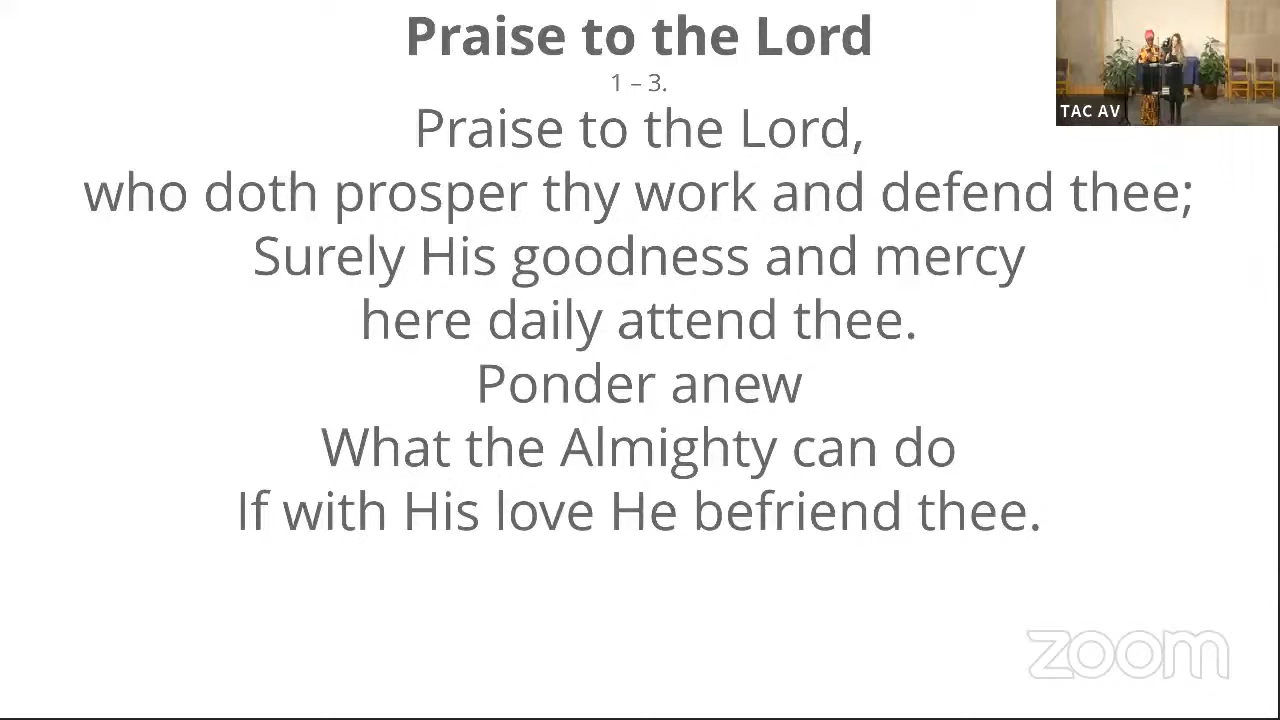 Praise to the Lord
1 – 3.
Praise to the Lord,
who doth prosper thy work and defend thee;
Surely His goodness and mercy
here daily attend thee.
Ponder anew
What the Almighty can do
If with His love He befriend thee.
TAC AV
zoom